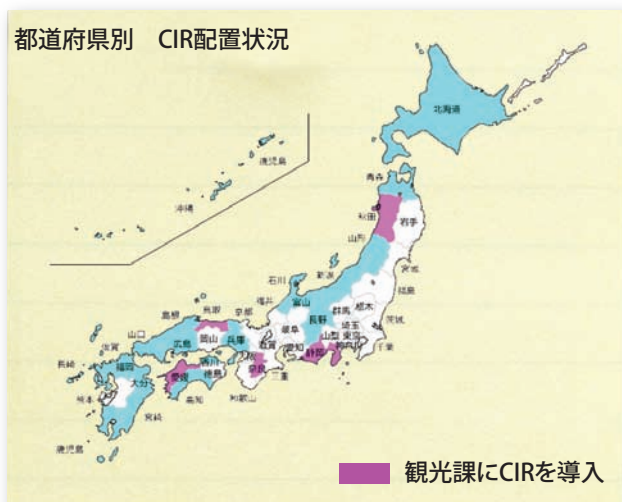 都道府県別 CIR配置状況
北海道
鹿児島
沖縄
青森
秋田
岩手
山形
宮城
新潟
福島
石川
富山
福井
群馬
栃木
長野
茨城
埼玉
岐阜
山梨
東京
神奈川
千葉
島根
鳥取
京都
滋賀
愛知
静岡
山口
広島
岡山
兵庫
佐賀
福岡
香川
奈良
三重
長崎
大分
愛媛
徳島
熊本
高知
和歌山
宮崎
鹿児島
観光課にCIRを導入